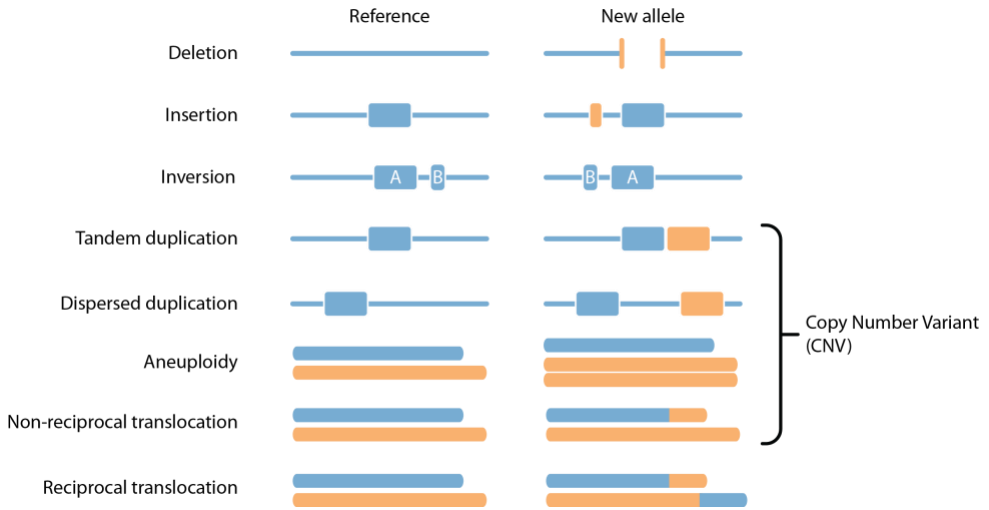 Reference New allele
Deletion
Insertion
Inversion A B B A
Tandem duplication
Dispersed duplication
Copy Number Variant
(CNV)
Aneuploidy
Non-reciprocal translocation
Reciprocal translocation